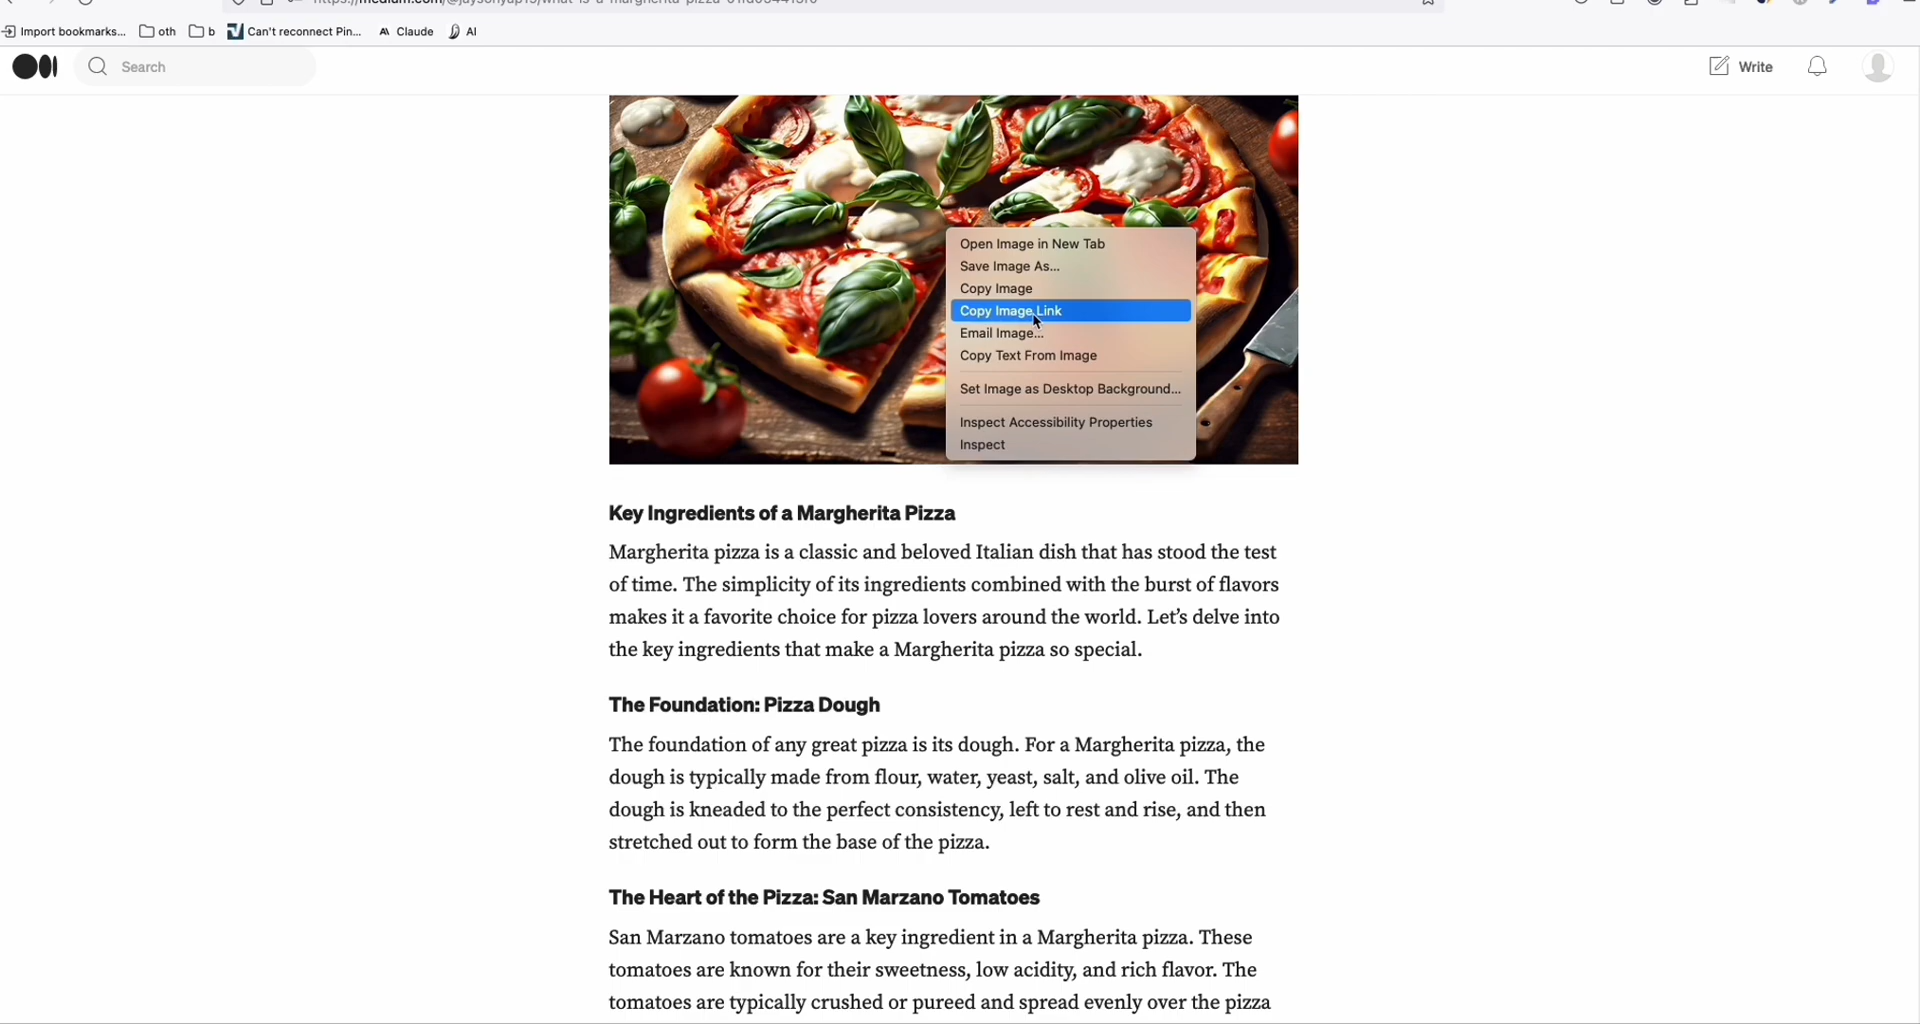 Import bookmarks... oth b Can't reconnect Pin... Claude AI
Search Write
Open Image in New Tab
Save Image As...
Copy Image
Copy Image Link
Email Image...
Copy Text From Image
Set Image as Desktop Background...
Inspect Accessibility Properties
Inspect
Key Ingredients of a Margherita Pizza
Margherita pizza is a classic and beloved Italian dish that has stood the test
of time. The simplicity of its ingredients combined with the burst of flavors
makes it a favorite choice for pizza lovers around the world. Let’s delve into
the key ingredients that make a Margherita pizza so special.
The Foundation: Pizza Dough
The foundation of any great pizza is its dough. For a Margherita pizza, the
dough is typically made from flour, water, yeast, salt, and olive oil. The
dough is kneaded to the perfect consistency, left to rest and rise, and then
stretched out to form the base of the pizza.
The Heart of the Pizza: San Marzano Tomatoes
San Marzano tomatoes are a key ingredient in a Margherita pizza. These
tomatoes are known for their sweetness, low acidity, and rich flavor. The
tomatoes are typically crushed or pureed and spread evenly over the pizza